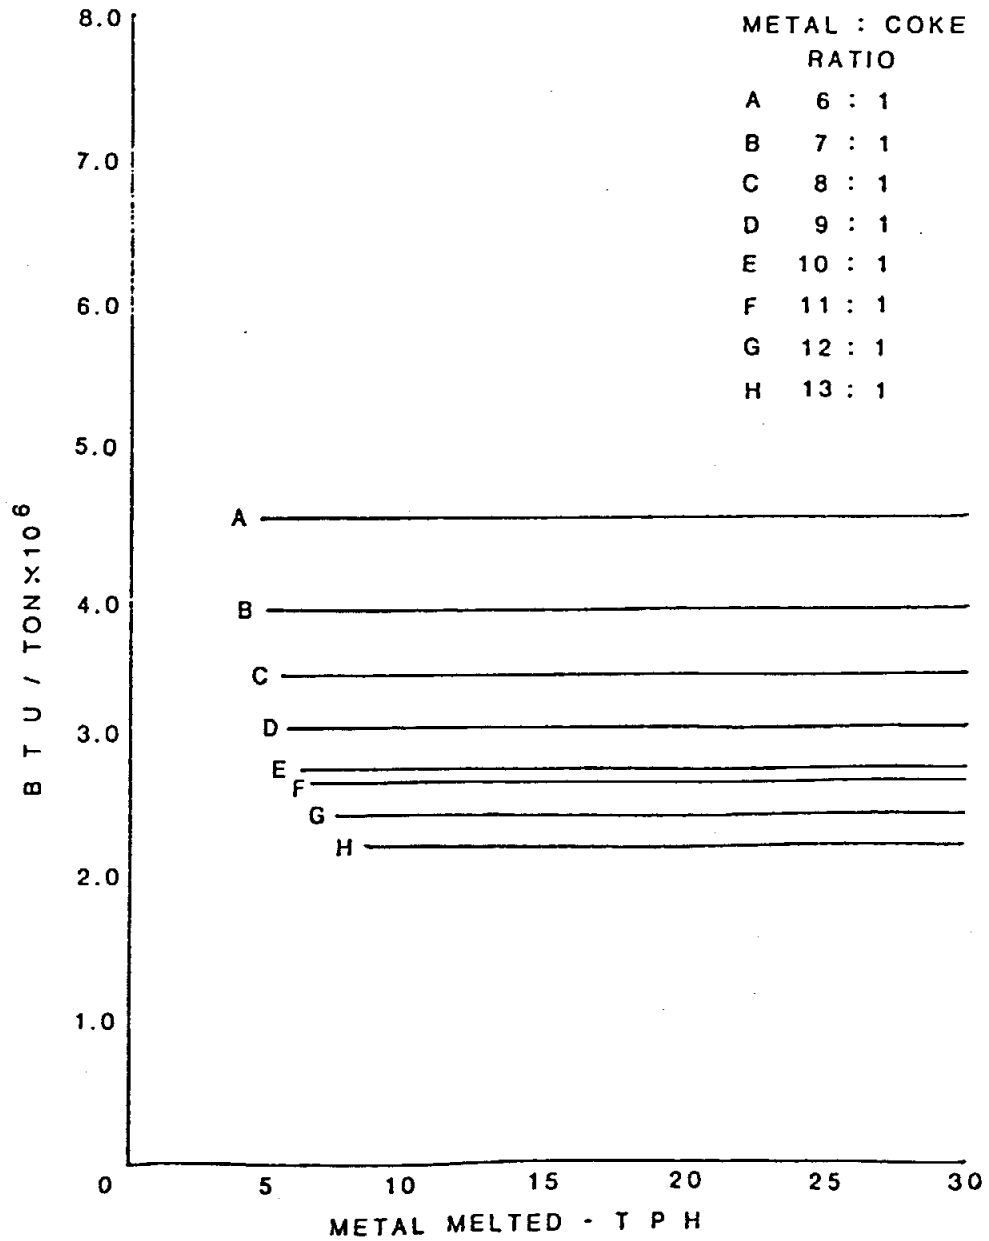 METAL : COKE
RATIO
A 6 : 1
B 7 : 1
C 8 : 1
D 9 : 1
E 10 : 1
F 11 : 1
G 12 : 1
H 13 : 1
8.0
7.0
6.0
5.0
4.0
3.0
2.0
1.0
BTU / TON X 10^6
A
B
C
D
E
F
G
H
0 5 10 15 20 25 30
METAL MELTED - T P H